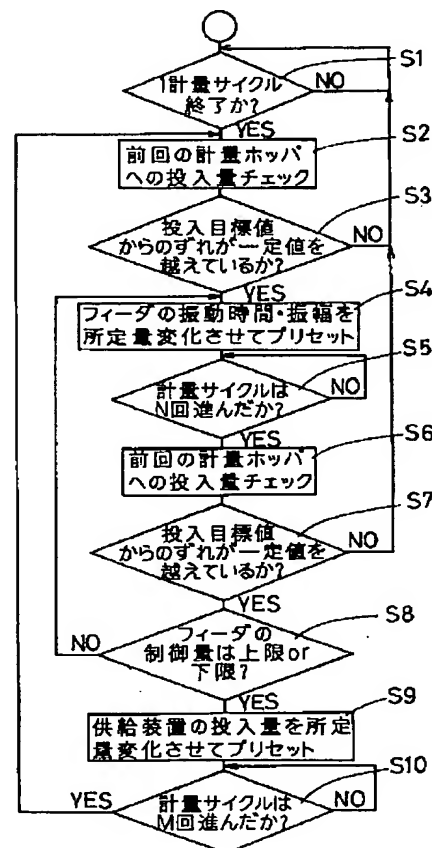 S1
1計量サイクル
終了か?
NO
YES
S2
前回の計量ホッパ
への投入量チェック
S3
投入目標値
からのずれが一定値を
越えているか?
NO
YES
S4
フィーダの振動時間・振幅を
所定量変化させてプリセット
S5
計量サイクルは
N回進んだか?
NO
YES
S6
前回の計量ホッパ
への投入量チェック
S7
投入目標値
からのずれが一定値を
越えているか?
NO
YES
S8
フィーダの
制御量は上限or
下限?
NO
YES
S9
供給装置の投入量を所定
量変化させてプリセット
S10
計量サイクルは
M回進んだか?
YES
NO